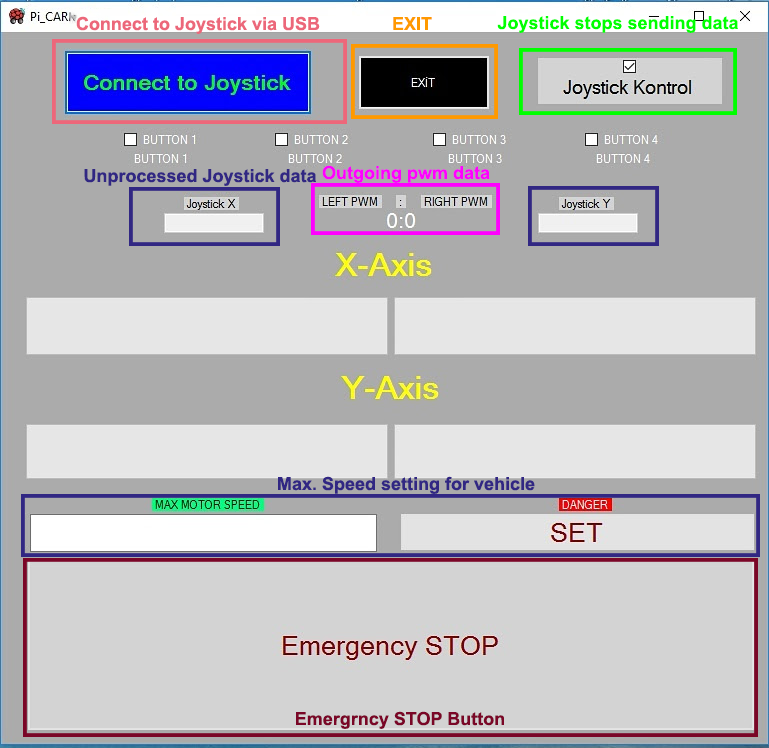 Pi_CAR
Connect to Joystick via USB
EXIT
Joystick stops sending data
Connect to Joystick
EXiT
Joystick Kontrol
BUTTON 1
BUTTON 2
BUTTON 3
BUTTON 4
BUTTON 1
BUTTON 2
BUTTON 3
BUTTON 4
Unprocessed Joystick data
Outgoing pwm data
Joystick X
LEFT PWM : RIGHT PWM
Joystick Y
0:0
X-Axis
Y-Axis
Max. Speed setting for vehicle
MAX MOTOR SPEED
DANGER
SET
Emergency STOP
Emergrncy STOP Button